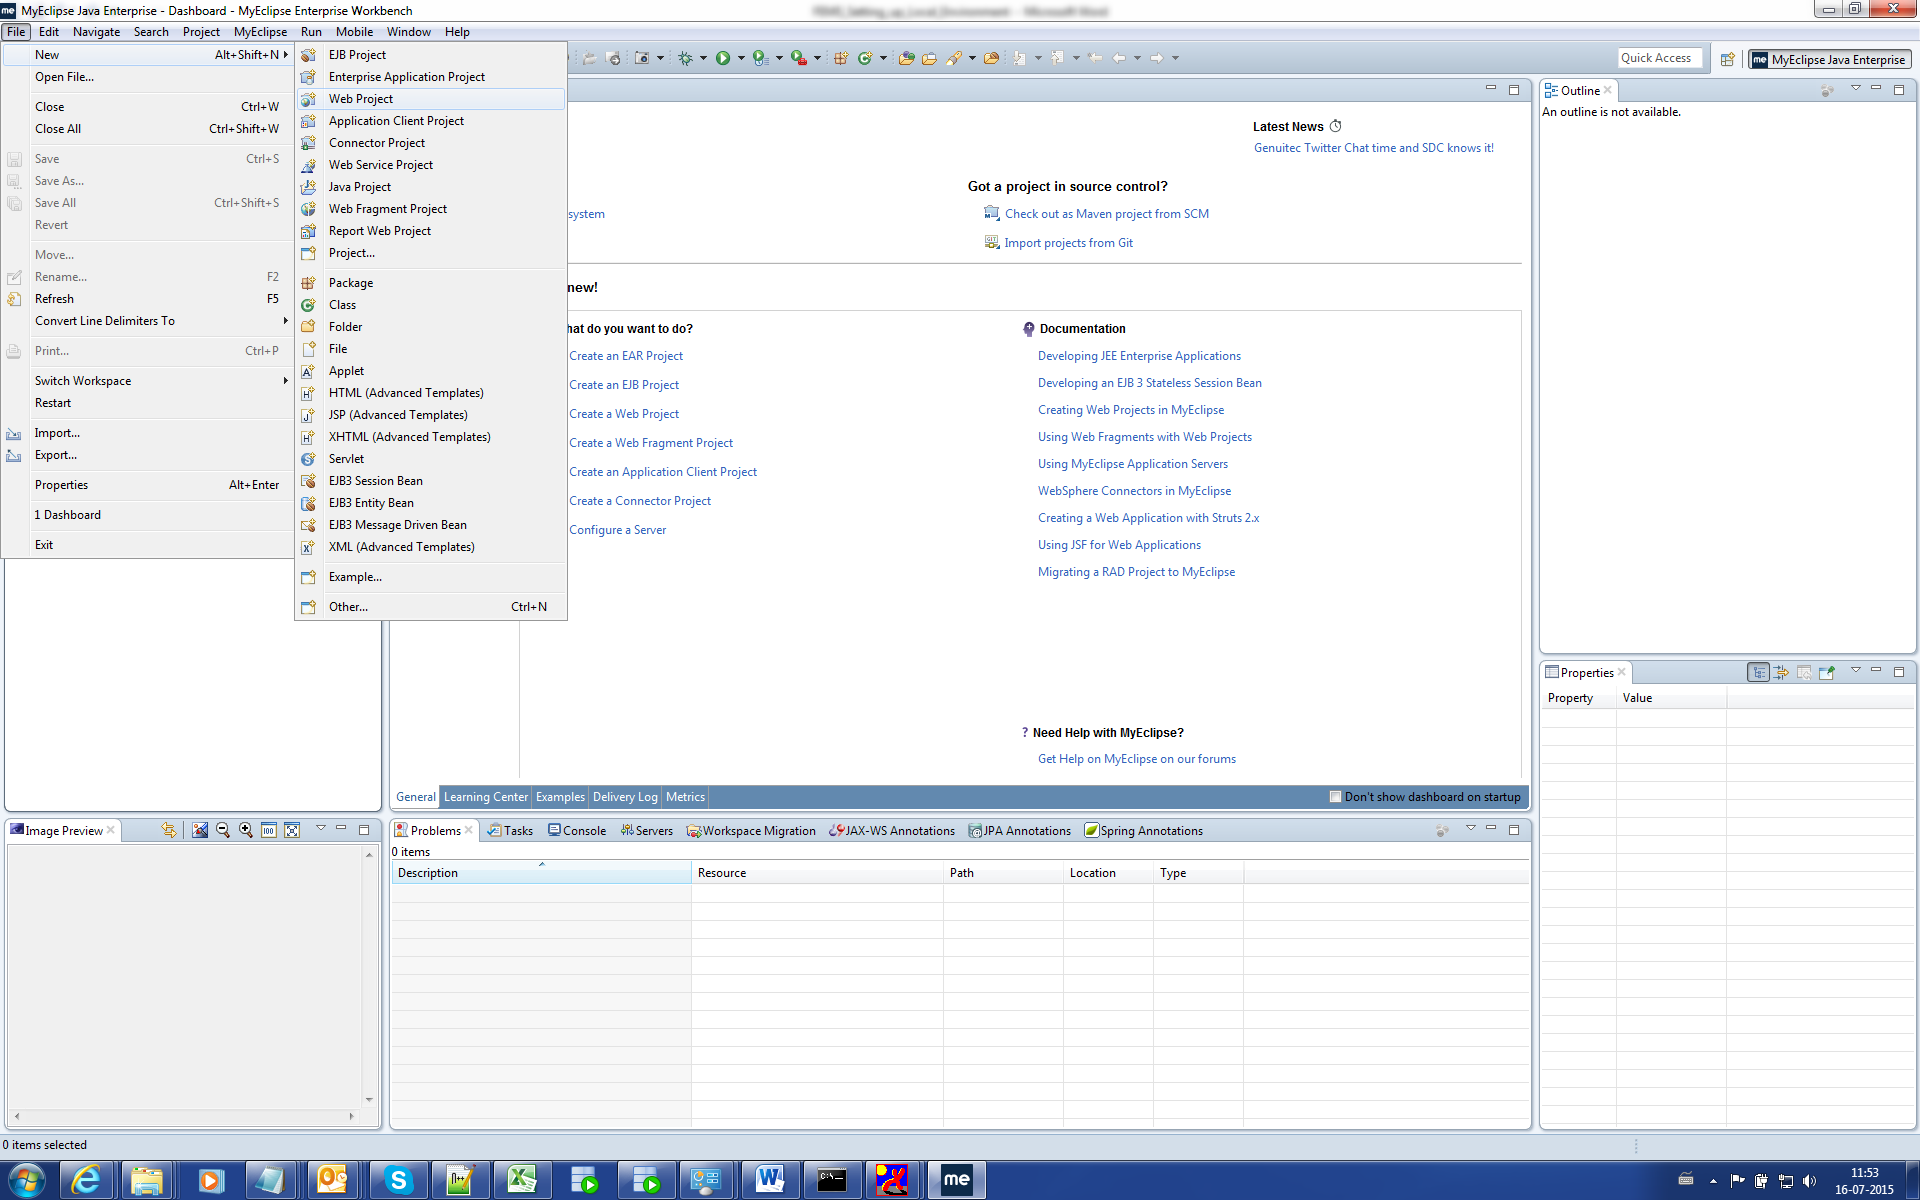 me MyEclipse Java Enterprise - Dashboard - MyEclipse Enterprise Workbench
File Edit Navigate Search Project MyEclipse Run Mobile Window Help
New Alt+Shift+N
Open File...
Close Ctrl+W
Close All Ctrl+Shift+W
Save Ctrl+S
Save As...
Save All Ctrl+Shift+S
Revert
Move...
Rename... F2
Refresh F5
Convert Line Delimiters To
Print... Ctrl+P
Switch Workspace
Restart
Import...
Export...
Properties Alt+Enter
1 Dashboard
Exit
EJB Project
Enterprise Application Project
Web Project
Application Client Project
Connector Project
Web Service Project
Java Project
Web Fragment Project
Report Web Project
Project...
Package
Class
Folder
File
Applet
HTML (Advanced Templates)
JSP (Advanced Templates)
XHTML (Advanced Templates)
Servlet
EJB3 Session Bean
EJB3 Entity Bean
EJB3 Message Driven Bean
XML (Advanced Templates)
Example...
Other... Ctrl+N
Quick Access
me MyEclipse Java Enterprise
Latest News
Genuitec Twitter Chat time and SDC knows it!
Got a project in source control?
system
Check out as Maven project from SCM
Import projects from Git
new!
hat do you want to do?
Create an EAR Project
Create an EJB Project
Create a Web Project
Create a Web Fragment Project
Create an Application Client Project
Create a Connector Project
Configure a Server
Documentation
Developing JEE Enterprise Applications
Developing an EJB 3 Stateless Session Bean
Creating Web Projects in MyEclipse
Using Web Fragments with Web Projects
Using MyEclipse Application Servers
WebSphere Connectors in MyEclipse
Creating a Web Application with Struts 2.x
Using JSF for Web Applications
Migrating a RAD Project to MyEclipse
? Need Help with MyEclipse?
Get Help on MyEclipse on our forums
General Learning Center Examples Delivery Log Metrics
Don't show dashboard on startup
Outline
An outline is not available.
Properties
Property Value
Image Preview
Problems Tasks Console Servers Workspace Migration JAX-WS Annotations JPA Annotations Spring Annotations
0 items
Description Resource Path Location Type
0 items selected
me
11:53
16-07-2015